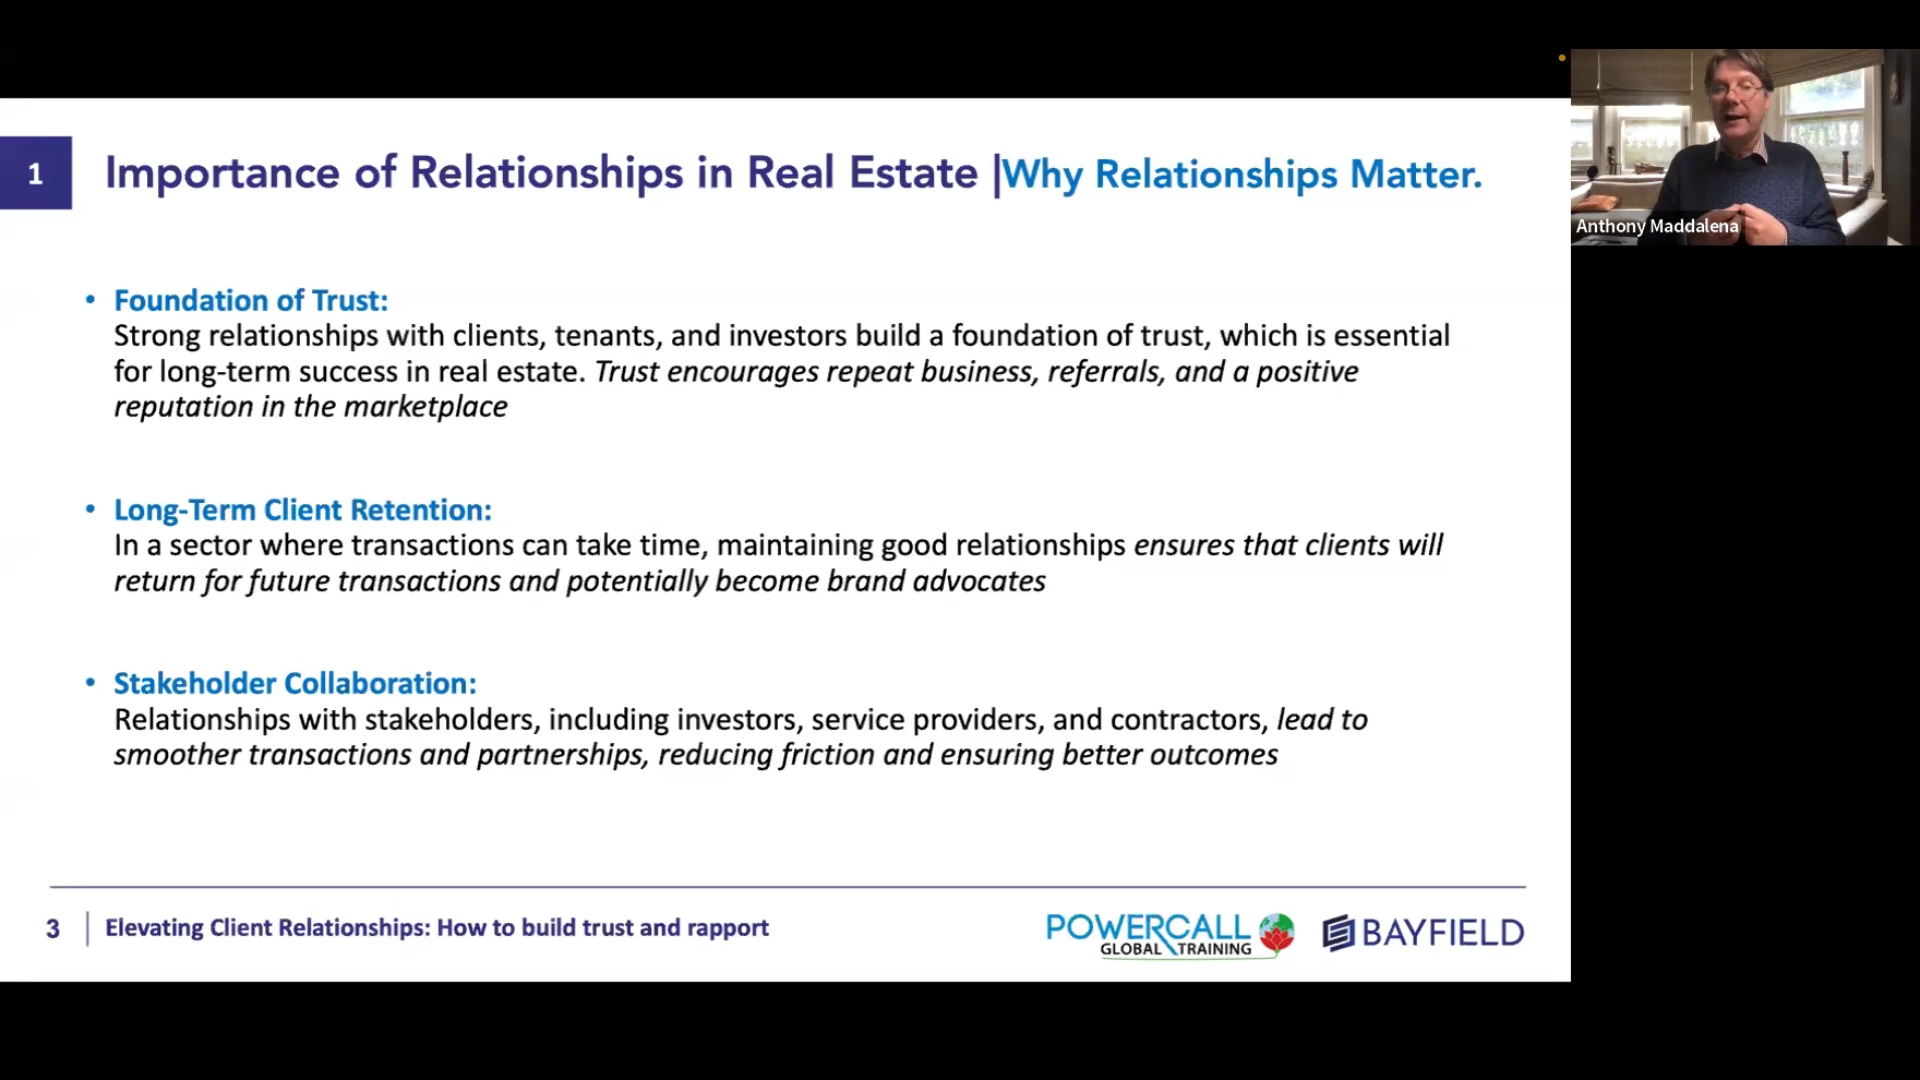 1
Importance of Relationships in Real Estate |Why Relationships Matter.
Anthony Maddalena
• Foundation of Trust:
Strong relationships with clients, tenants, and investors build a foundation of trust, which is essential
for long-term success in real estate. Trust encourages repeat business, referrals, and a positive
reputation in the marketplace
• Long-Term Client Retention:
In a sector where transactions can take time, maintaining good relationships ensures that clients will
return for future transactions and potentially become brand advocates
• Stakeholder Collaboration:
Relationships with stakeholders, including investors, service providers, and contractors, lead to
smoother transactions and partnerships, reducing friction and ensuring better outcomes
3 | Elevating Client Relationships: How to build trust and rapport
POWERCALL
GLOBAL TRAINING
BAYFIELD